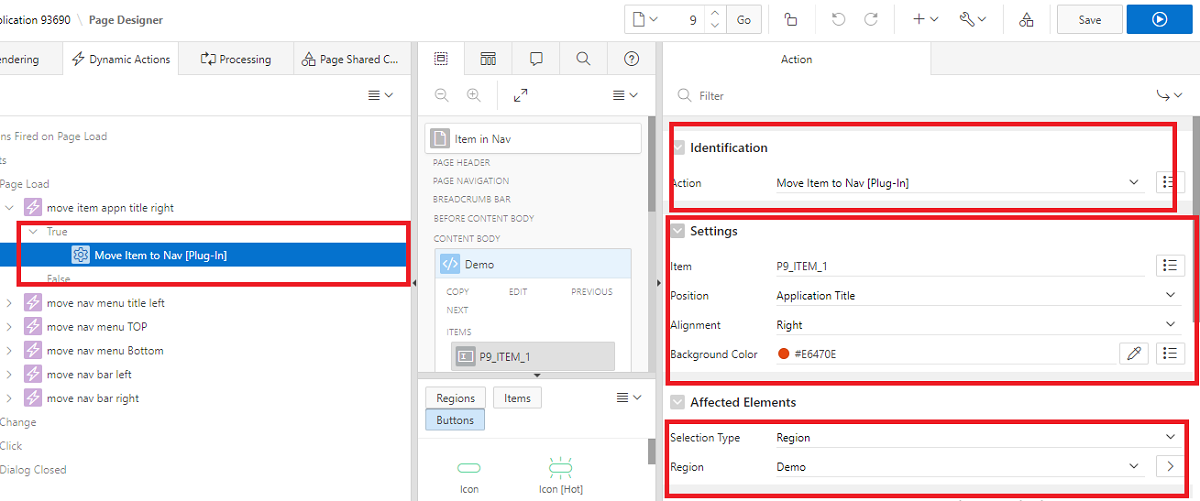 plication 93690 \ Page Designer
9
Go
Save
endering
Dynamic Actions
Processing
Page Shared C...
ns Fired on Page Load
ts
Page Load
move item appn title right
True
Move Item to Nav [Plug-In]
False
move nav menu title left
move nav menu TOP
move nav menu Bottom
move nav bar left
move nav bar right
Change
Click
Dialog Closed
Item in Nav
PAGE HEADER
PAGE NAVIGATION
BREADCRUMB BAR
BEFORE CONTENT BODY
CONTENT BODY
Demo
COPY EDIT PREVIOUS
NEXT
ITEMS
P9_ITEM_1
Regions Items
Buttons
Icon Icon [Hot]
Action
Filter
Identification
Action Move Item to Nav [Plug-In]
Settings
Item P9_ITEM_1
Position Application Title
Alignment Right
Background Color #E6470E
Affected Elements
Selection Type Region
Region Demo